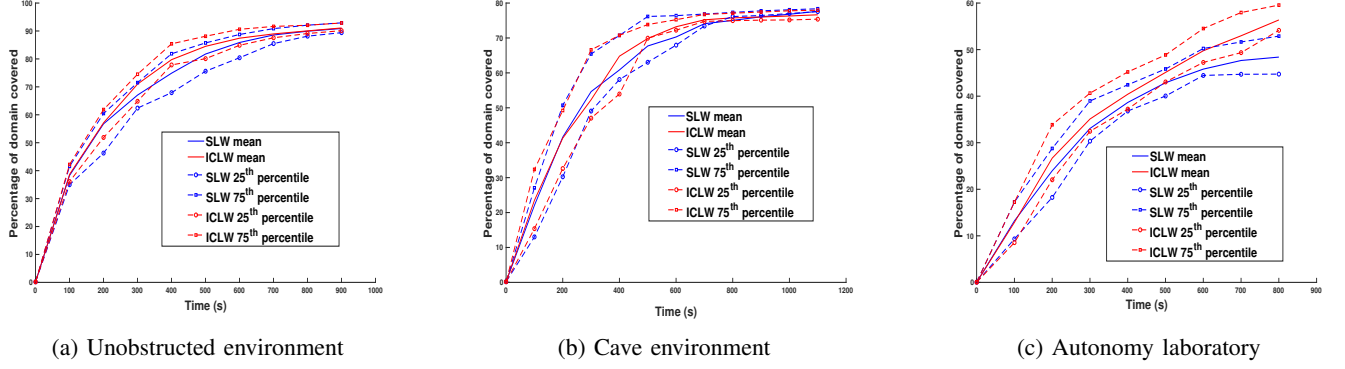 Percentage of domain covered
100
90
80
70
60
50
40
30
20
10
0
0 100 200 300 400 500 600 700 800 900 1000
Time (s)
SLW mean
ICLW mean
SLW 25th percentile
SLW 75th percentile
ICLW 25th percentile
ICLW 75th percentile
(a) Unobstructed environment
Percentage of domain covered
80
70
60
50
40
30
20
10
0
0 200 400 600 800 1000 1200
Time (s)
SLW mean
ICLW mean
SLW 25th percentile
SLW 75th percentile
ICLW 25th percentile
ICLW 75th percentile
(b) Cave environment
Percentage of domain covered
60
50
40
30
20
10
0
0 100 200 300 400 500 600 700 800 900
Time (s)
SLW mean
ICLW mean
SLW 25th percentile
SLW 75th percentile
ICLW 25th percentile
ICLW 75th percentile
(c) Autonomy laboratory